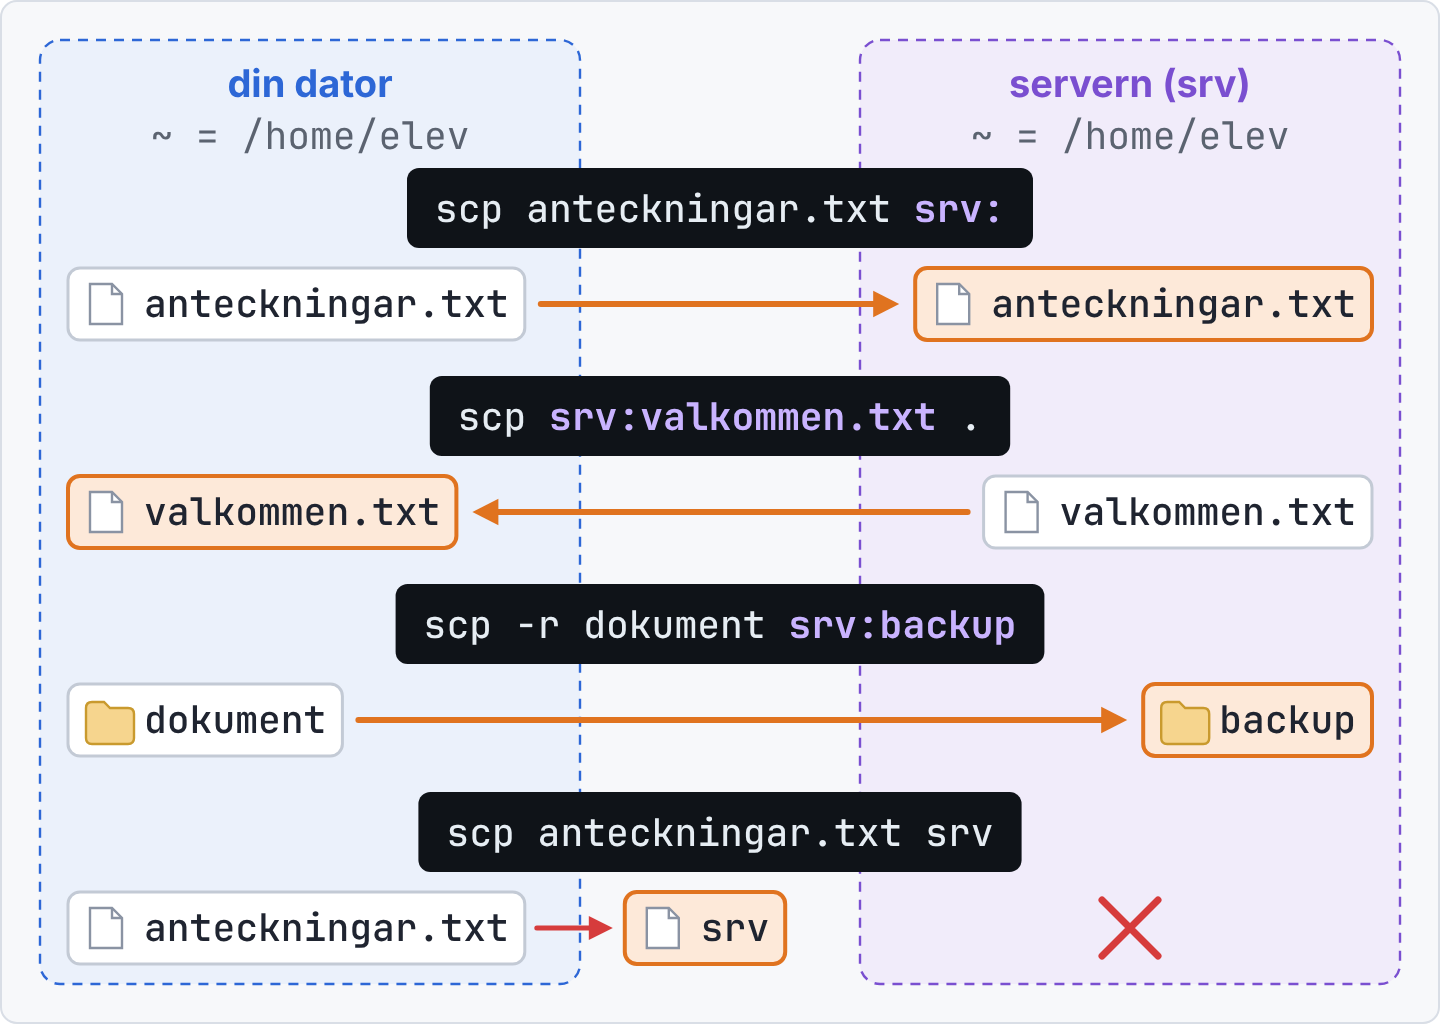 din dator
~ = /home/elev
servern (srv)
~ = /home/elev
scp anteckningar.txt srv:
anteckningar.txt
anteckningar.txt
scp srv:valkommen.txt .
valkommen.txt
valkommen.txt
scp -r dokument srv:backup
dokument
backup
scp anteckningar.txt srv
anteckningar.txt
srv